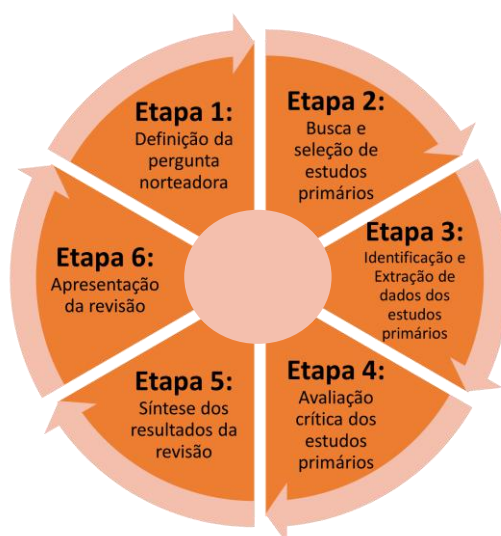 Etapa 1:
Definição da
pergunta
norteadora
Etapa 2:
Busca e
seleção de
estudos
primários
Etapa 3:
Identificação e
Extração de
dados dos
estudos
primários
Etapa 4:
Avaliação
crítica dos
estudos
primários
Etapa 5:
Síntese dos
resultados da
revisão
Etapa 6:
Apresentação
da revisão